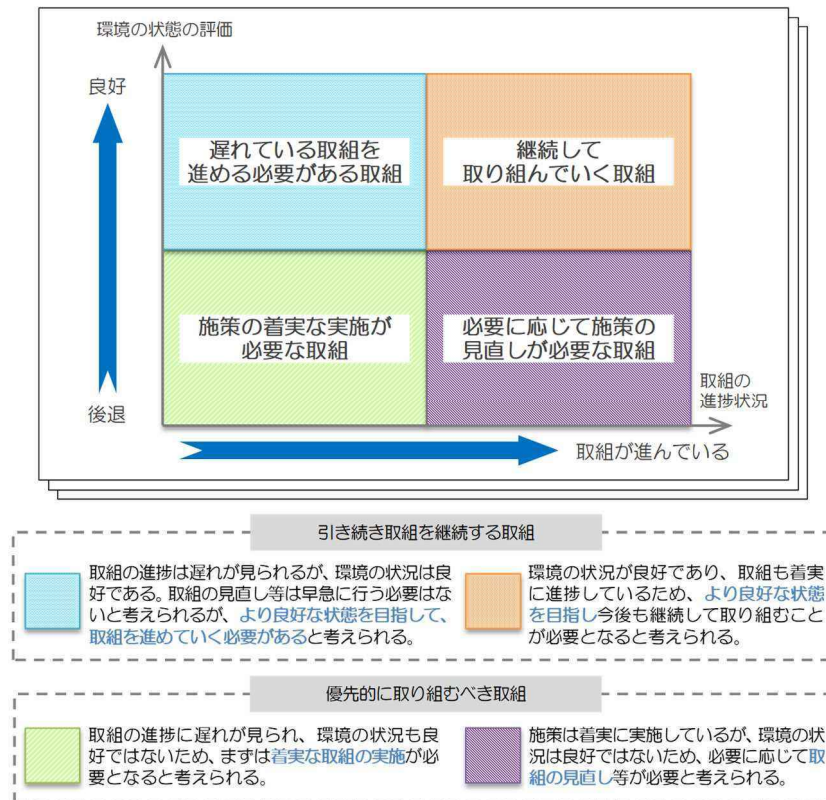 環境の状態の評価
良好
遅れている取組を
進める必要がある取組
継続して
取り組んでいく取組
施策の着実な実施が
必要な取組
必要に応じて施策の
見直しが必要な取組
後退
取組の
進捗状況
取組が進んでいる
引き続き取組を継続する取組
取組の進捗は遅れが見られるが、環境の状況は良
好である。取組の見直し等は早急に行う必要はな
いと考えられるが、より良好な状態を目指して、
取組を進めていく必要があると考えられる。
環境の状況が良好であり、取組も着実
に進捗しているため、より良好な状態
を目指し今後も継続して取り組むこと
が必要となると考えられる。
優先的に取り組むべき取組
取組の進捗に遅れが見られ、環境の状況も良
好ではないため、まずは着実な取組の実施が必
要となると考えられる。
施策は着実に実施しているが、環境の状
況は良好ではないため、必要に応じて取
組の見直し等が必要と考えられる。